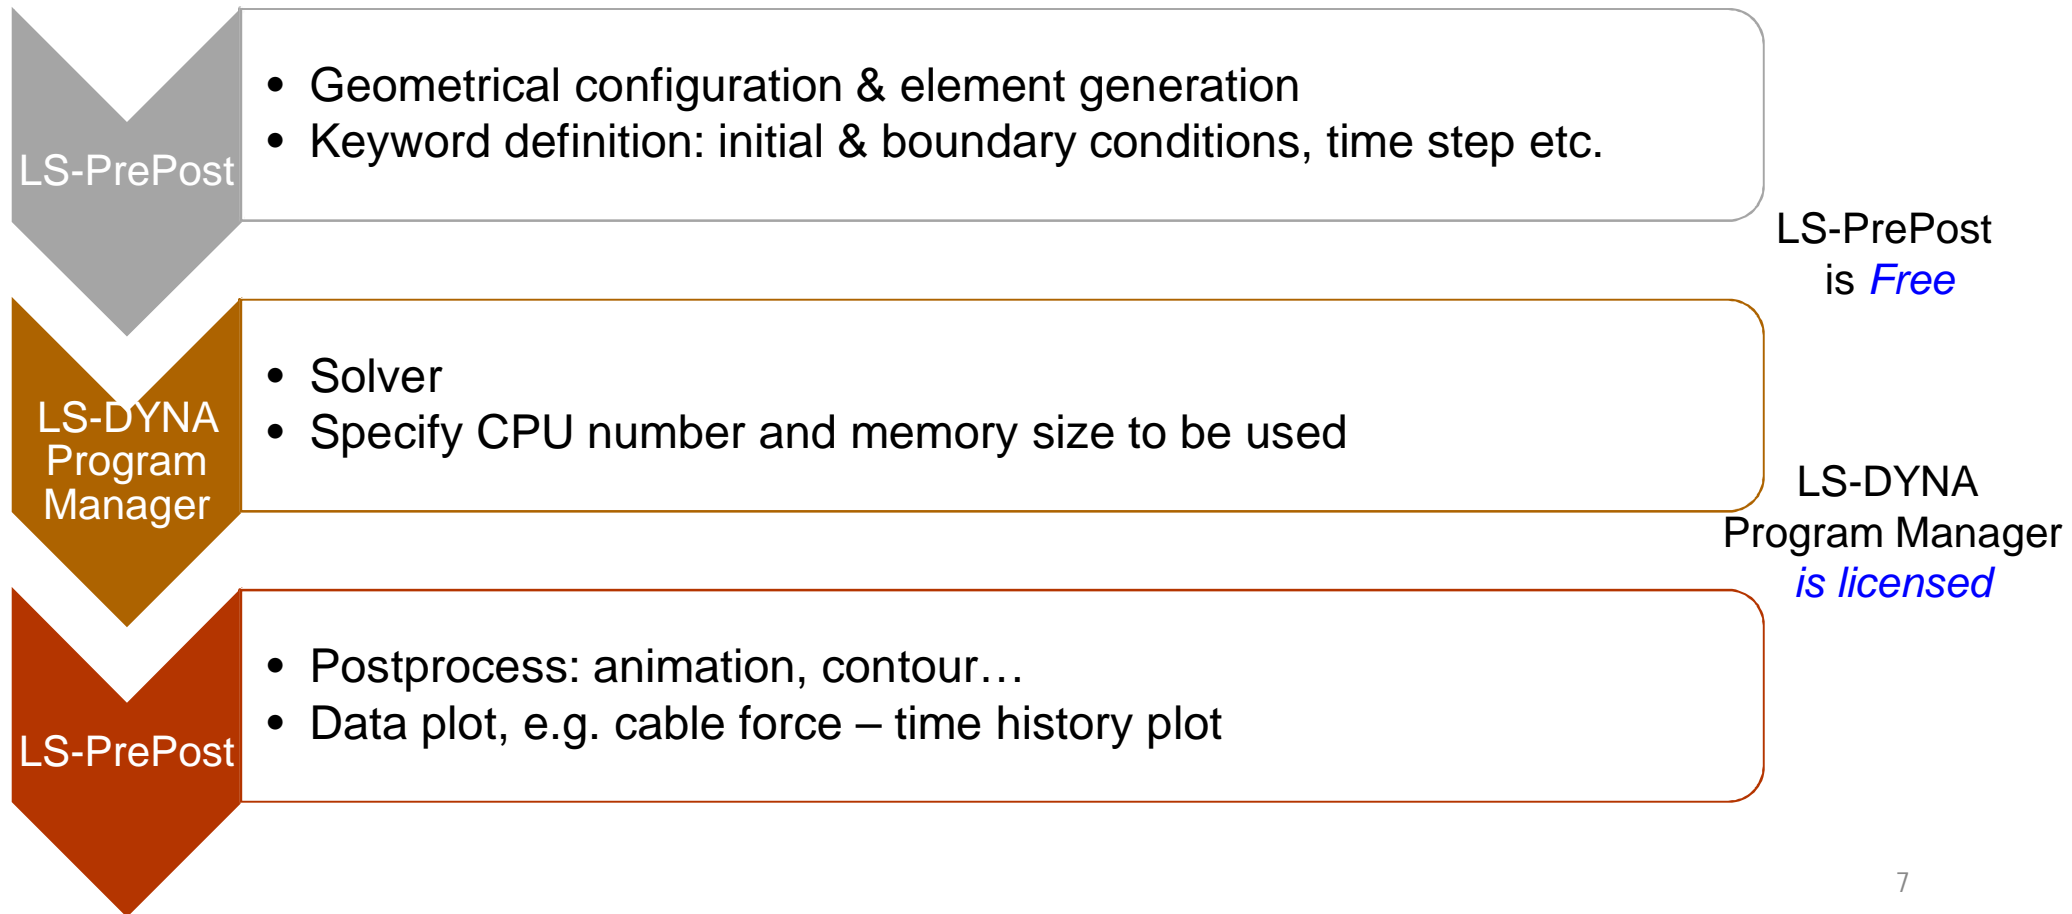 LS-PrePost
• Geometrical configuration & element generation
• Keyword definition: initial & boundary conditions, time step etc.
LS-PrePost
is Free
LS-DYNA
Program
Manager
• Solver
• Specify CPU number and memory size to be used
LS-DYNA
Program Manager
is licensed
LS-PrePost
• Postprocess: animation, contour…
• Data plot, e.g. cable force – time history plot
7